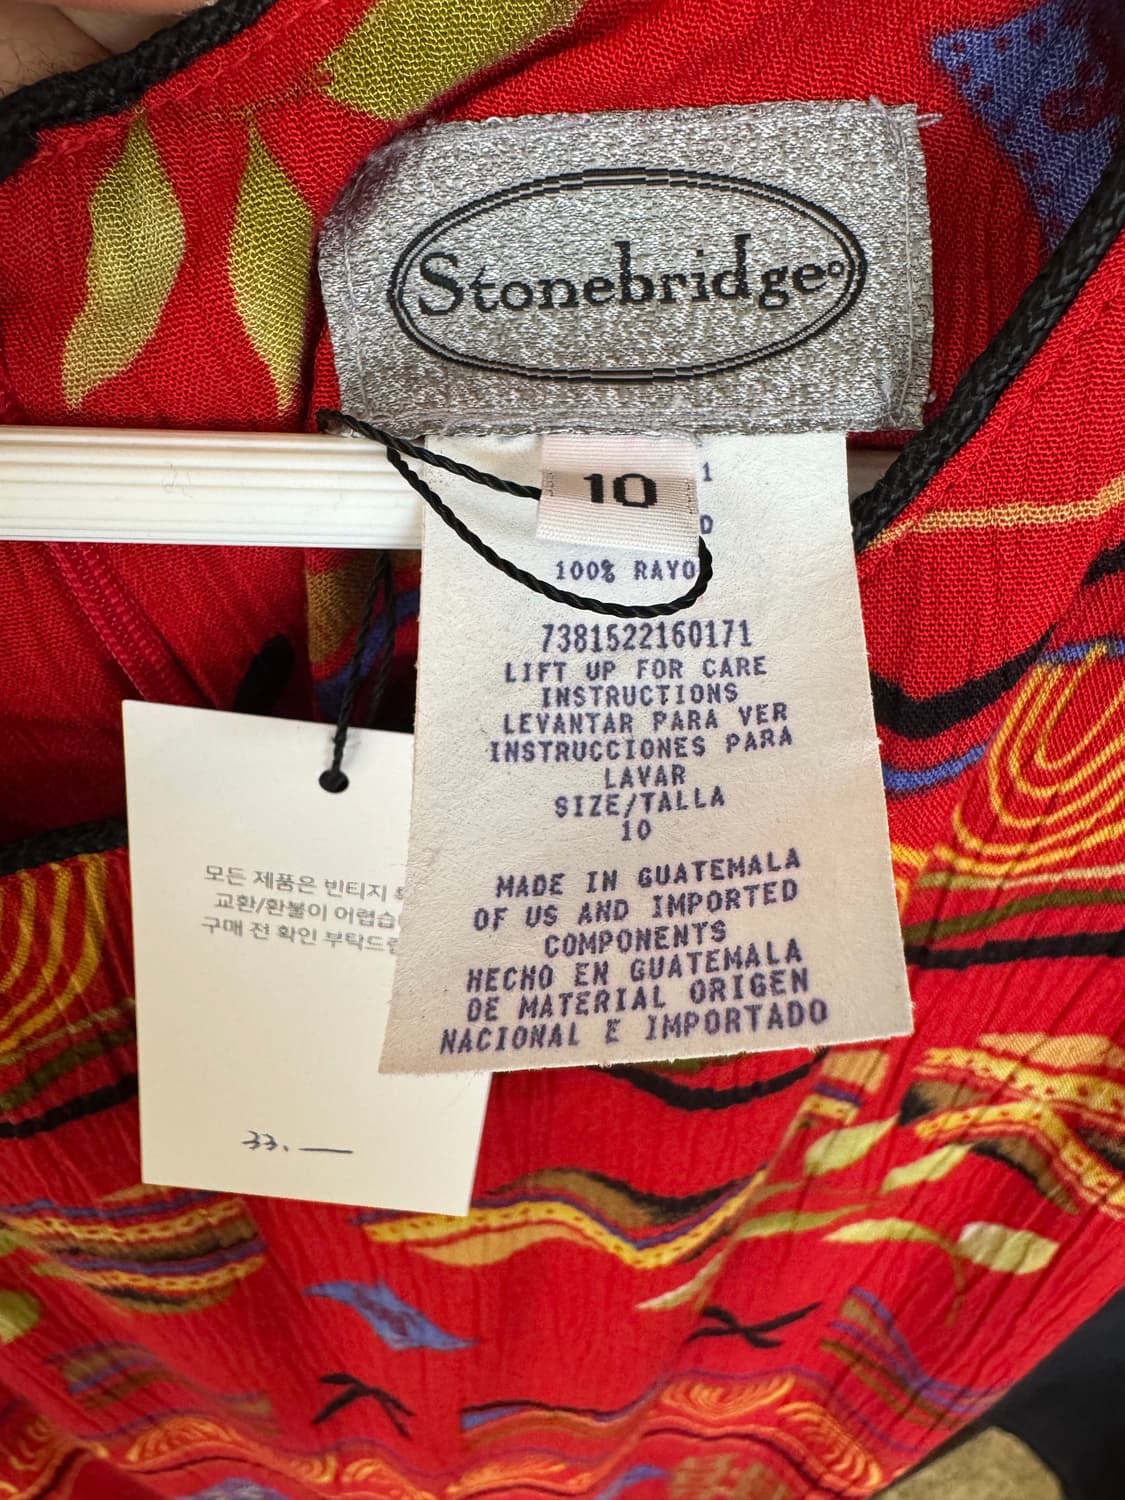 Stonebridge
10
1
D
100% RAYO
7381522160171
LIFT UP FOR CARE
INSTRUCTIONS
LEVANTAR PARA VER
INSTRUCCIONES PARA
LAVAR
SIZE/TALLA
10
MADE IN GUATEMALA
OF US AND IMPORTED
COMPONENTS
HECHO EN GUATEMALA
DE MATERIAL ORIGEN
NACIONAL E IMPORTADO
모든 제품은 빈티지
교환/환불이 어렵습
구매 전 확인 부탁드
33.—